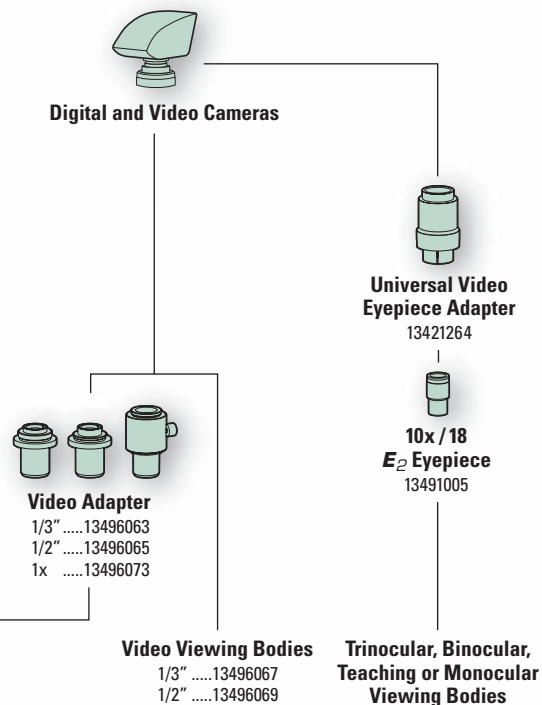 Digital and Video Cameras
Universal Video
Eyepiece Adapter
13421264
10x / 18
E2 Eyepiece
13491005
Video Adapter
1/3” .....13496063
1/2” .....13496065
1x .....13496073
Video Viewing Bodies
1/3” .....13496067
1/2” .....13496069
Trinocular, Binocular,
Teaching or Monocular
Viewing Bodies